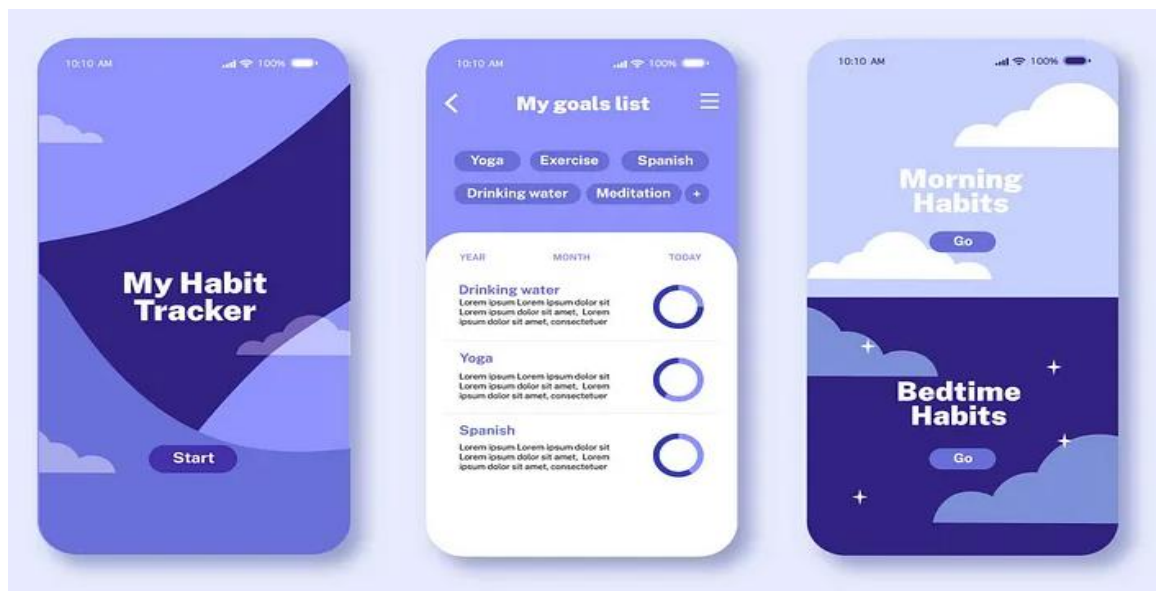 10:10 AM 100%
My Habit
Tracker
Start
10:10 AM 100%
My goals list
Yoga Exercise Spanish
Drinking water Meditation +
YEAR MONTH TODAY
Drinking water
Lorem ipsum Lorem ipsum dolor sit
Lorem ipsum dolor sit amet, Lorem
ipsum dolor sit amet, consectetuer
Yoga
Lorem ipsum Lorem ipsum dolor sit
Lorem ipsum dolor sit amet, Lorem
ipsum dolor sit amet, consectetuer
Spanish
Lorem ipsum Lorem ipsum dolor sit
Lorem ipsum dolor sit amet, Lorem
ipsum dolor sit amet, consectetuer
10:10 AM 100%
Morning
Habits
Go
Bedtime
Habits
Go